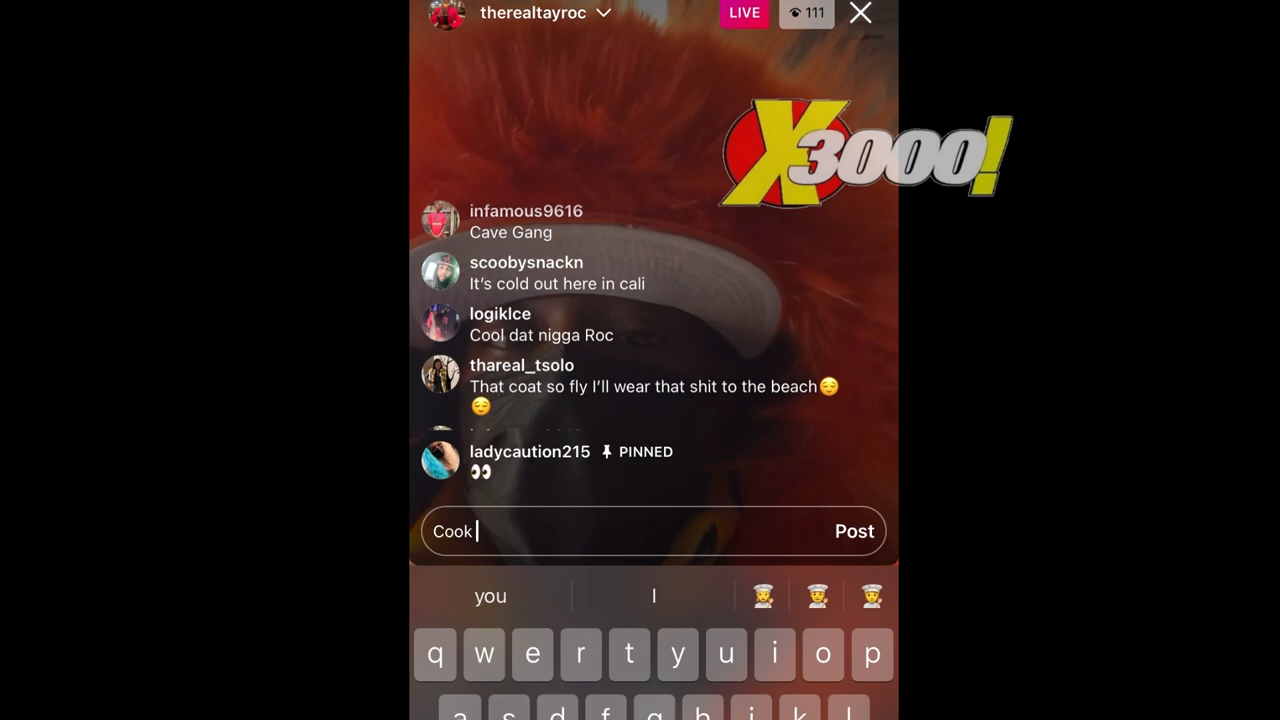 therealtayroc
LIVE
111
X3000!
infamous9616
Cave Gang
scoobysnackn
It's cold out here in cali
logiklce
Cool dat nigga Roc
thareal_tsolo
That coat so fly I'll wear that shit to the beach😌
😌
ladycaution215 PINNED
👀
Cook
Post
you I 👩‍🍳 🧑‍🍳 👨‍🍳
q w e r t y u i o p
a s d f g h j k l